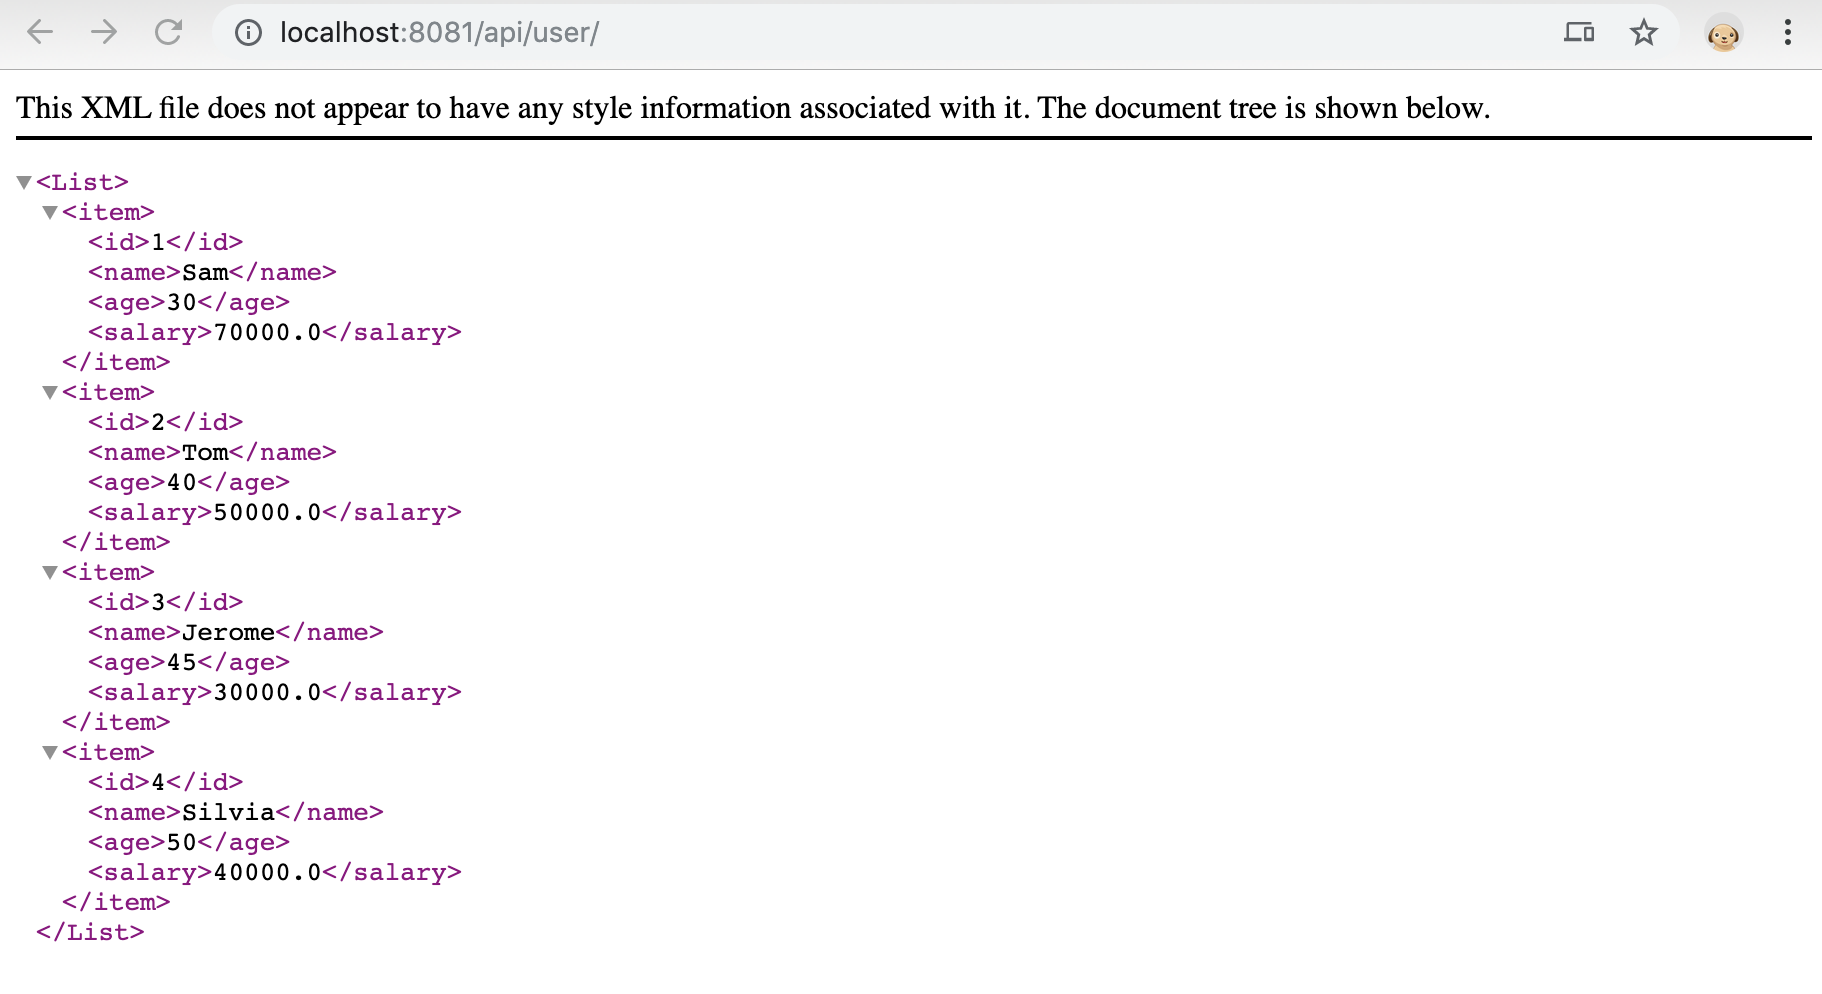 localhost:8081/api/user/
This XML file does not appear to have any style information associated with it. The document tree is shown below.
<List>
<item>
<id>1</id>
<name>Sam</name>
<age>30</age>
<salary>70000.0</salary>
</item>
<item>
<id>2</id>
<name>Tom</name>
<age>40</age>
<salary>50000.0</salary>
</item>
<item>
<id>3</id>
<name>Jerome</name>
<age>45</age>
<salary>30000.0</salary>
</item>
<item>
<id>4</id>
<name>Silvia</name>
<age>50</age>
<salary>40000.0</salary>
</item>
</List>